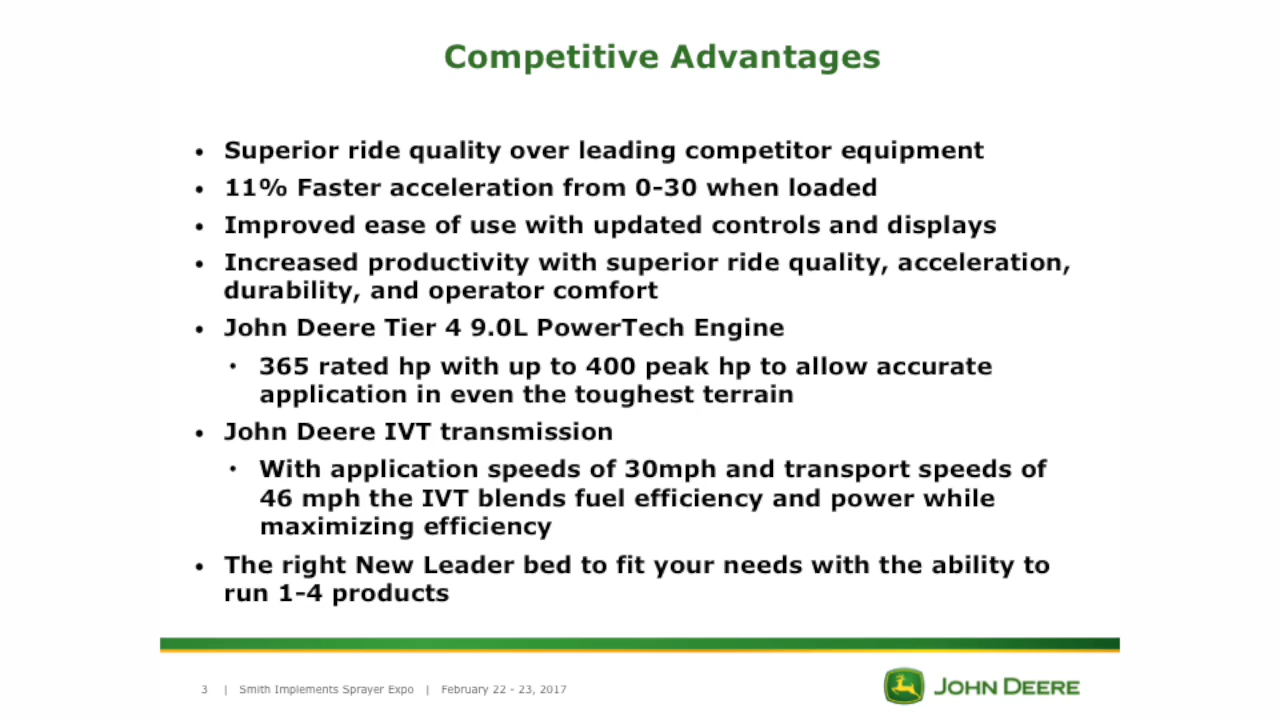 Competitive Advantages
• Superior ride quality over leading competitor equipment
• 11% Faster acceleration from 0-30 when loaded
• Improved ease of use with updated controls and displays
• Increased productivity with superior ride quality, acceleration,
durability, and operator comfort
• John Deere Tier 4 9.0L PowerTech Engine
• 365 rated hp with up to 400 peak hp to allow accurate
application in even the toughest terrain
• John Deere IVT transmission
• With application speeds of 30mph and transport speeds of
46 mph the IVT blends fuel efficiency and power while
maximizing efficiency
• The right New Leader bed to fit your needs with the ability to
run 1-4 products
3 | Smith Implements Sprayer Expo | February 22 - 23, 2017
JOHN DEERE